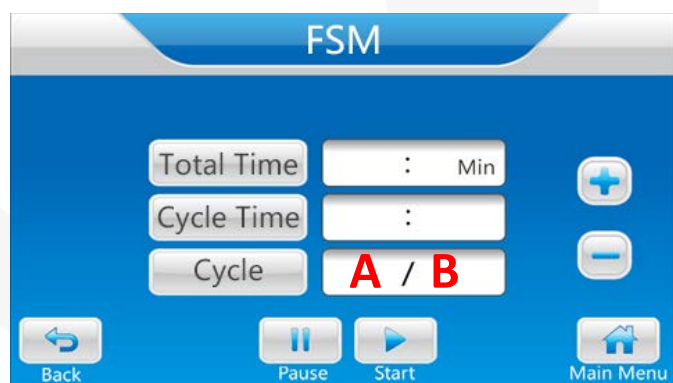 FSM
Total Time : Min
Cycle Time :
Cycle A / B
Back Pause Start Main Menu